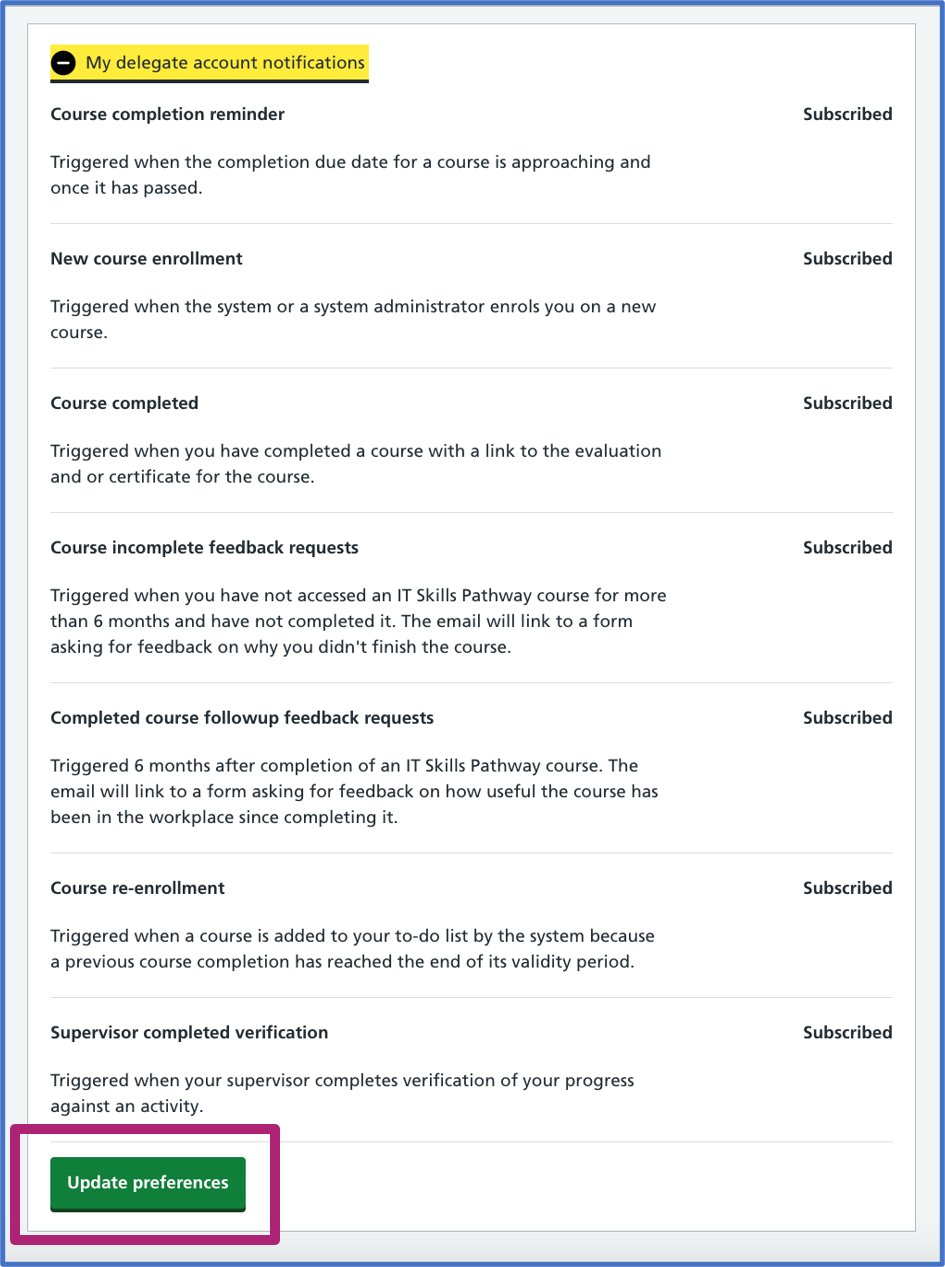 My delegate account notifications
Course completion reminder Subscribed
Triggered when the completion due date for a course is approaching and
once it has passed.
New course enrollment Subscribed
Triggered when the system or a system administrator enrols you on a new
course.
Course completed Subscribed
Triggered when you have completed a course with a link to the evaluation
and or certificate for the course.
Course incomplete feedback requests Subscribed
Triggered when you have not accessed an IT Skills Pathway course for more
than 6 months and have not completed it. The email will link to a form
asking for feedback on why you didn't finish the course.
Completed course followup feedback requests Subscribed
Triggered 6 months after completion of an IT Skills Pathway course. The
email will link to a form asking for feedback on how useful the course has
been in the workplace since completing it.
Course re-enrollment Subscribed
Triggered when a course is added to your to-do list by the system because
a previous course completion has reached the end of its validity period.
Supervisor completed verification Subscribed
Triggered when your supervisor completes verification of your progress
against an activity.
Update preferences